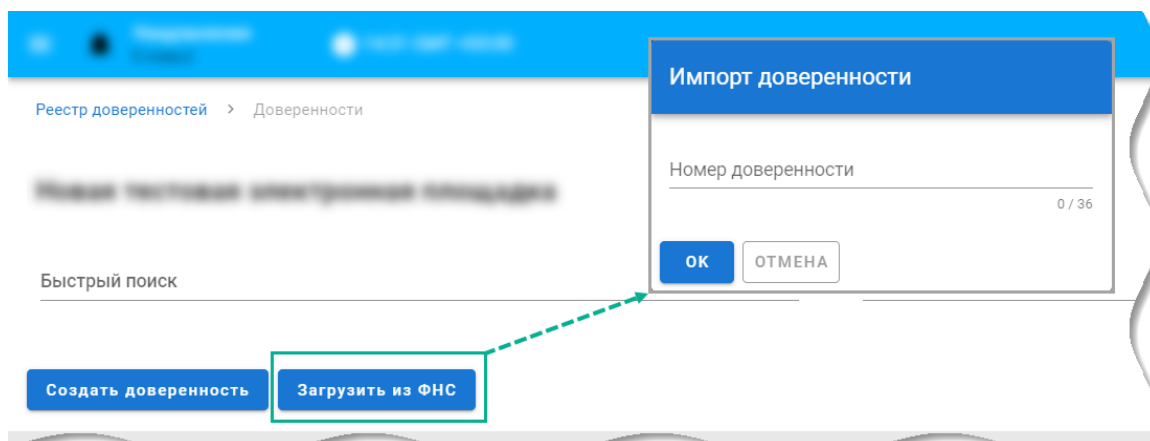 Реестр доверенностей > Доверенности
Быстрый поиск
Создать доверенность
Загрузить из ФНС
Импорт доверенности
Номер доверенности
0 / 36
ОК
ОТМЕНА